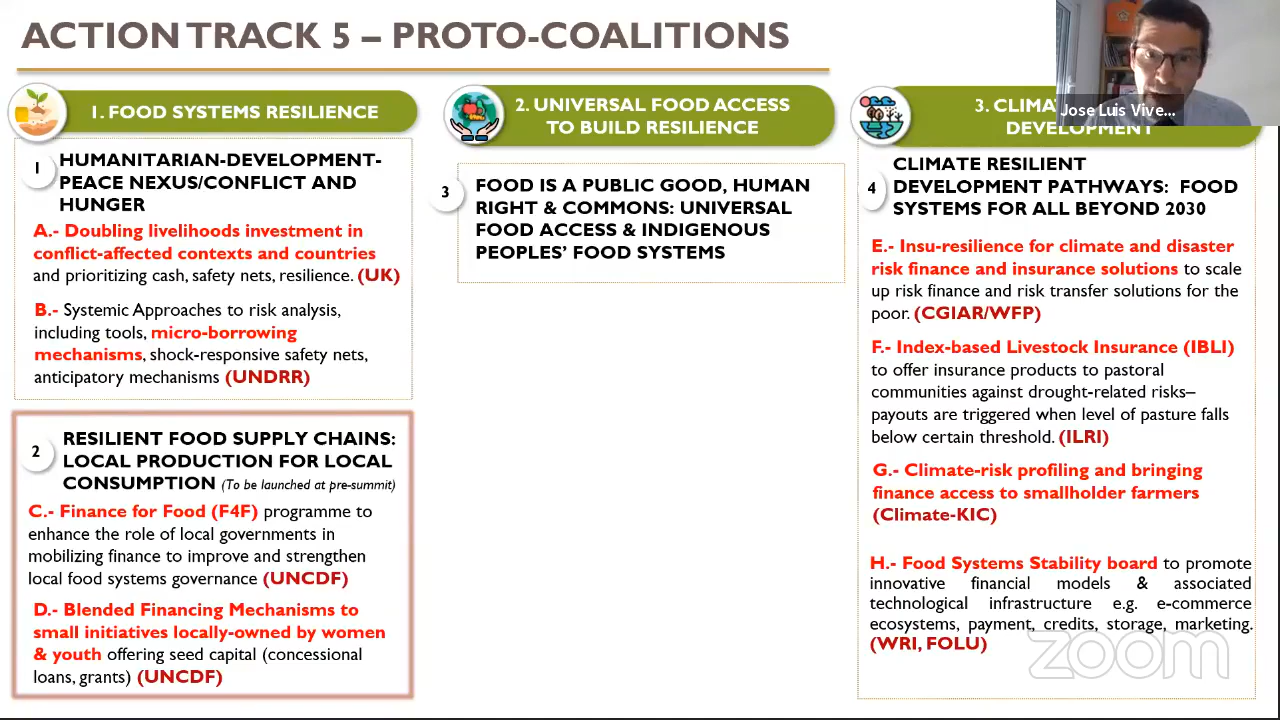 ACTION TRACK 5 – PROTO-COALITIONS
1. FOOD SYSTEMS RESILIENCE
1
HUMANITARIAN-DEVELOPMENT-
PEACE NEXUS/CONFLICT AND
HUNGER
A.- Doubling livelihoods investment in
conflict-affected contexts and countries
and prioritizing cash, safety nets, resilience. (UK)
B.- Systemic Approaches to risk analysis,
including tools, micro-borrowing
mechanisms, shock-responsive safety nets,
anticipatory mechanisms (UNDRR)
2
RESILIENT FOOD SUPPLY CHAINS:
LOCAL PRODUCTION FOR LOCAL
CONSUMPTION (To be launched at pre-summit)
C.- Finance for Food (F4F) programme to
enhance the role of local governments in
mobilizing finance to improve and strengthen
local food systems governance (UNCDF)
D.- Blended Financing Mechanisms to
small initiatives locally-owned by women
& youth offering seed capital (concessional
loans, grants) (UNCDF)
2. UNIVERSAL FOOD ACCESS
TO BUILD RESILIENCE
3
FOOD IS A PUBLIC GOOD, HUMAN
RIGHT & COMMONS: UNIVERSAL
FOOD ACCESS & INDIGENOUS
PEOPLES' FOOD SYSTEMS
3. CLIMA
DEVELOPMENT
Jose Luis Vive...
4
CLIMATE RESILIENT
DEVELOPMENT PATHWAYS: FOOD
SYSTEMS FOR ALL BEYOND 2030
E.- Insu-resilience for climate and disaster
risk finance and insurance solutions to scale
up risk finance and risk transfer solutions for the
poor. (CGIAR/WFP)
F.- Index-based Livestock Insurance (IBLI)
to offer insurance products to pastoral
communities against drought-related risks–
payouts are triggered when level of pasture falls
below certain threshold. (ILRI)
G.- Climate-risk profiling and bringing
finance access to smallholder farmers
(Climate-KIC)
H.- Food Systems Stability board to promote
innovative financial models & associated
technological infrastructure e.g. e-commerce
ecosystems, payment, credits, storage, marketing.
(WRI, FOLU)
zoom